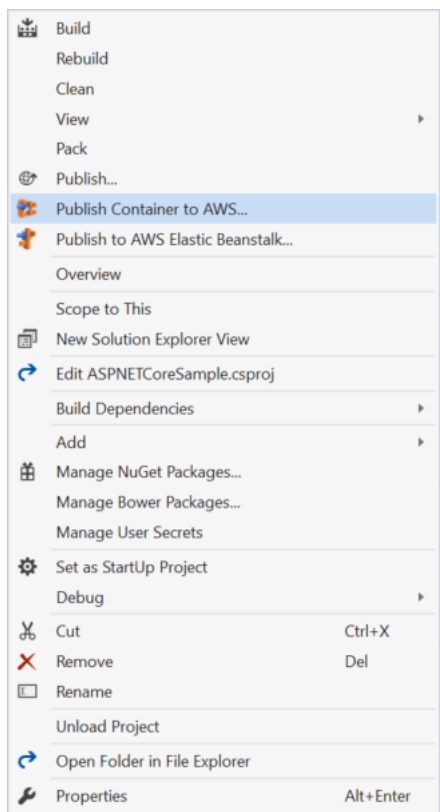 Build
Rebuild
Clean
View
Pack
Publish...
Publish Container to AWS...
Publish to AWS Elastic Beanstalk...
Overview
Scope to This
New Solution Explorer View
Edit ASPNETCoreSample.csproj
Build Dependencies
Add
Manage NuGet Packages...
Manage Bower Packages...
Manage User Secrets
Set as StartUp Project
Debug
Cut Ctrl+X
Remove Del
Rename
Unload Project
Open Folder in File Explorer
Properties Alt+Enter